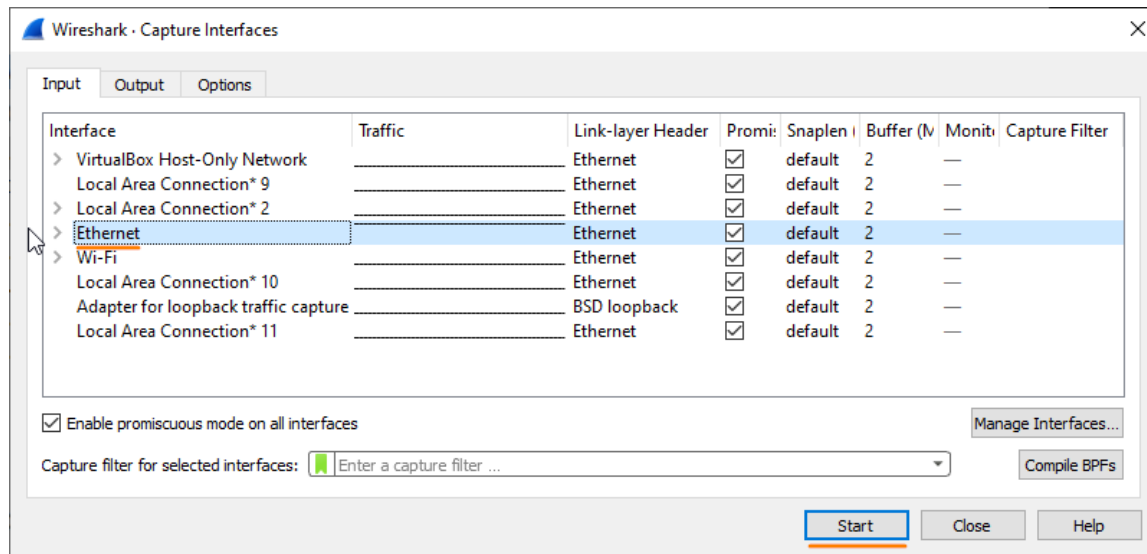 Wireshark · Capture Interfaces
Input Output Options
Interface Traffic Link-layer Header Promis Snaplen ( Buffer (M Monito Capture Filter
VirtualBox Host-Only Network Ethernet default 2 —
Local Area Connection* 9 Ethernet default 2 —
Local Area Connection* 2 Ethernet default 2 —
Ethernet Ethernet default 2 —
Wi-Fi Ethernet default 2 —
Local Area Connection* 10 Ethernet default 2 —
Adapter for loopback traffic capture BSD loopback default 2 —
Local Area Connection* 11 Ethernet default 2 —
Enable promiscuous mode on all interfaces Manage Interfaces...
Capture filter for selected interfaces: Enter a capture filter ... Compile BPFs
Start Close Help